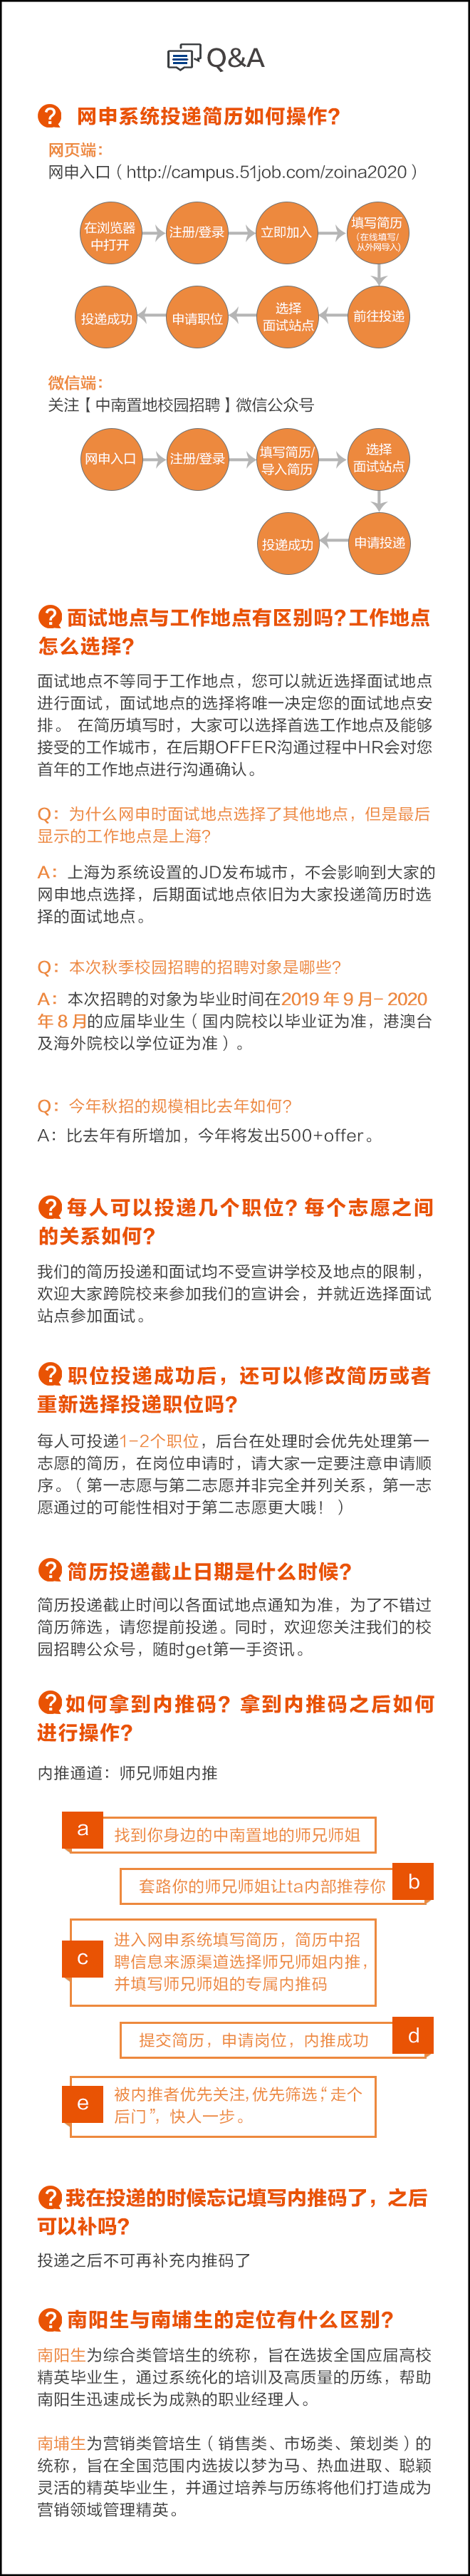 Q&A
网申系统投递简历如何操作?
网页端：
网申入口（http://campus.51job.com/zoina2020）
在浏览器
中打开
注册/登录
立即加入
填写简历
(在线填写/
从外网导入)
投递成功
申请职位
选择
面试站点
前往投递
微信端：
关注【中南置地校园招聘】微信公众号
网申入口
注册/登录
填写简历/
导入简历
选择
面试站点
投递成功
申请投递
面试地点与工作地点有区别吗?工作地点
怎么选择?
面试地点不等同于工作地点，您可以就近选择面试地点
进行面试，面试地点的选择将唯一决定您的面试地点安
排。 在简历填写时，大家可以选择首选工作地点及能够
接受的工作城市，在后期OFFER沟通过程中HR会对您
首年的工作地点进行沟通确认。
Q：为什么网申时面试地点选择了其他地点，但是最后
显示的工作地点是上海?
A：上海为系统设置的JD发布城市，不会影响到大家的
网申地点选择，后期面试地点依旧为大家投递简历时选
择的面试地点。
Q：本次秋季校园招聘的招聘对象是哪些?
A：本次招聘的对象为毕业时间在2019 年 9 月- 2020
年 8 月的应届毕业生（国内院校以毕业证为准，港澳台
及海外院校以学位证为准）。
Q：今年秋招的规模相比去年如何?
A：比去年有所增加，今年将发出500+offer。
每人可以投递几个职位? 每个志愿之间
的关系如何?
我们的简历投递和面试均不受宣讲学校及地点的限制，
欢迎大家跨院校来参加我们的宣讲会，并就近选择面试
站点参加面试。
职位投递成功后，还可以修改简历或者
重新选择投递职位吗?
每人可投递1-2个职位，后台在处理时会优先处理第一
志愿的简历，在岗位申请时，请大家一定要注意申请顺
序。（第一志愿与第二志愿并非完全并列关系，第一志
愿通过的可能性相对于第二志愿更大哦！）
简历投递截止日期是什么时候?
简历投递截止时间以各面试地点通知为准，为了不错过
简历筛选，请您提前投递。同时，欢迎您关注我们的校
园招聘公众号，随时get第一手资讯。
如何拿到内推码? 拿到内推码之后如何
进行操作?
内推通道：师兄师姐内推
a
找到你身边的中南置地的师兄师姐
套路你的师兄师姐让ta内部推荐你
b
c
进入网申系统填写简历，简历中招
聘信息来源渠道选择师兄师姐内推，
并填写师兄师姐的专属内推码
提交简历，申请岗位，内推成功
d
e
被内推者优先关注,优先筛选,“走个
后门”，快人一步。
我在投递的时候忘记填写内推码了，之后
可以补吗?
投递之后不可再补充内推码了
南阳生与南埔生的定位有什么区别?
南阳生为综合类管培生的统称，旨在选拔全国应届高校
精英毕业生，通过系统化的培训及高质量的历练，帮助
南阳生迅速成长为成熟的职业经理人。
南埔生为营销类管培生（销售类、市场类、策划类）的
统称，旨在全国范围内选拔以梦为马、热血进取、聪颖
灵活的精英毕业生，并通过培养与历练将他们打造成为
营销领域管理精英。